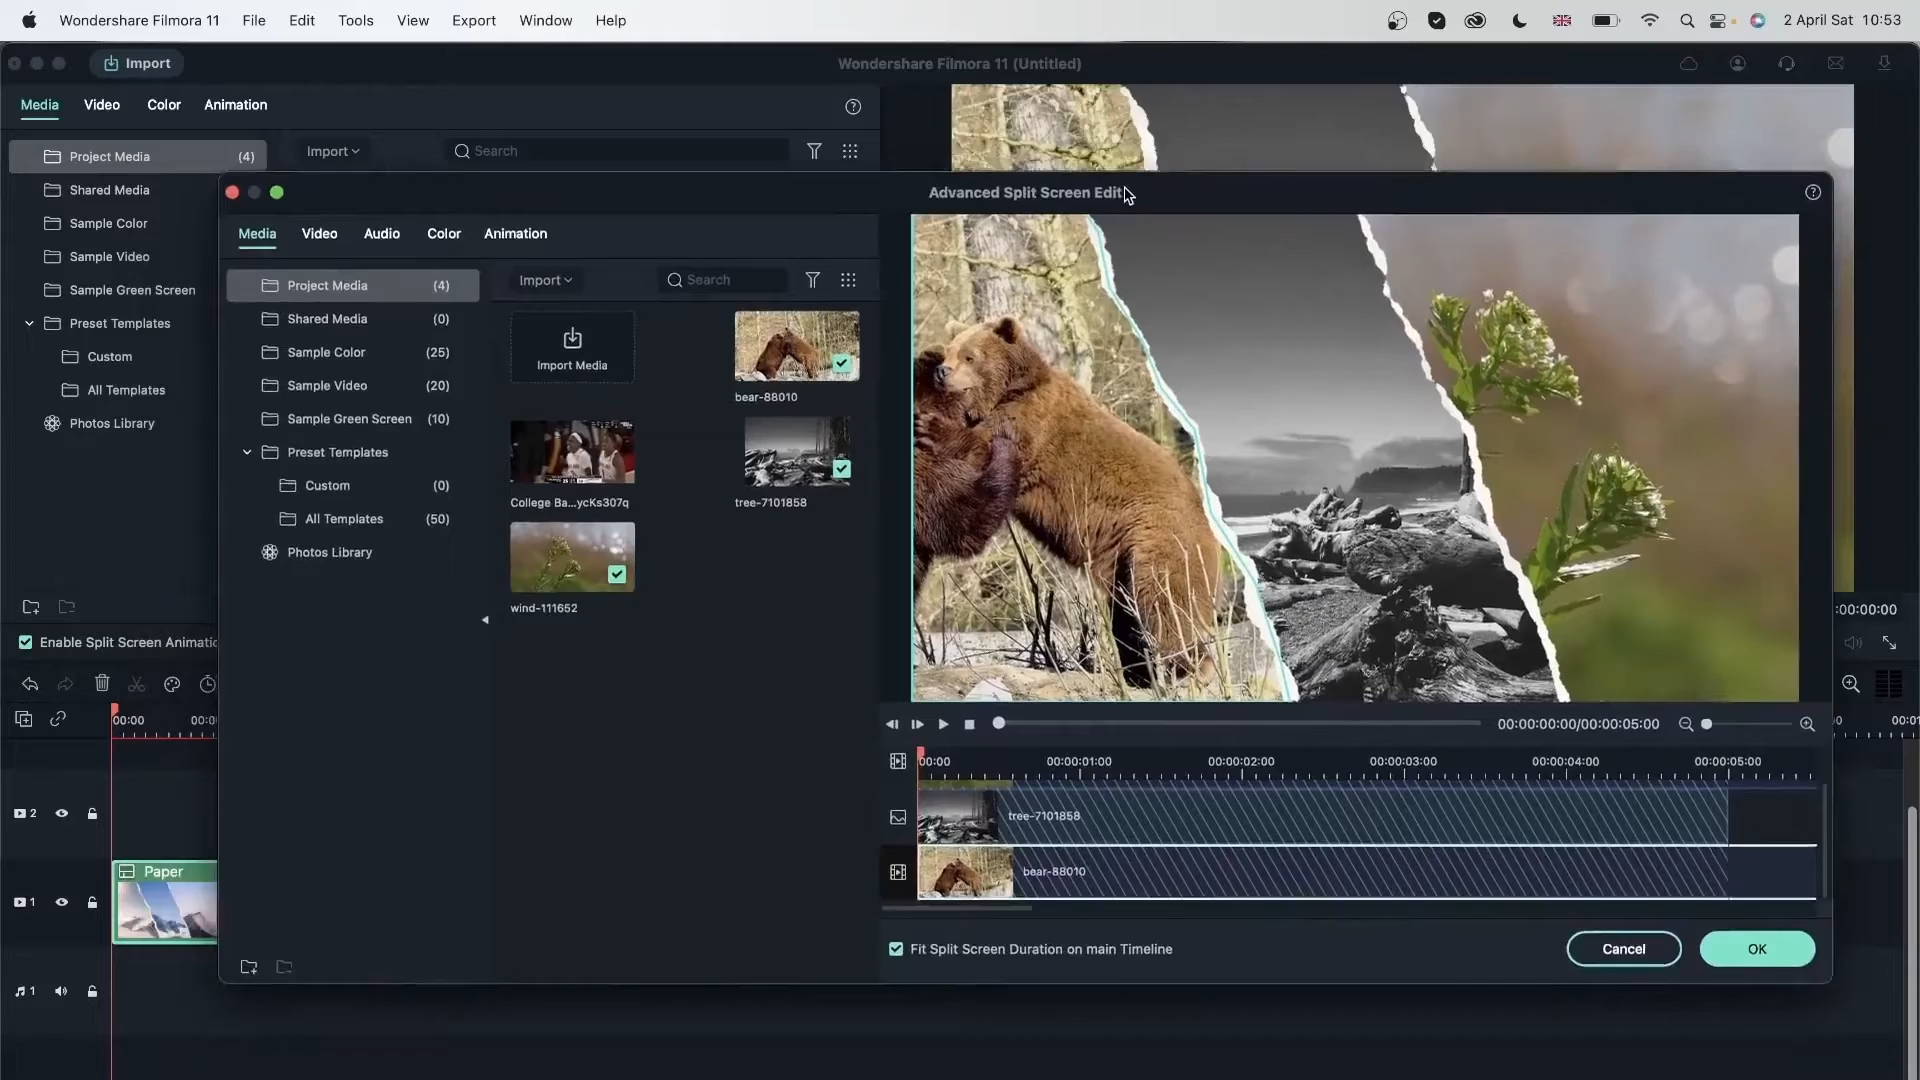 Wondershare Filmora 11 File Edit Tools View Export Window Help 2 April Sat 10:53
Import Wondershare Filmora 11 (Untitled)
Media Video Color Animation
Project Media (4) Import Search
Shared Media
Sample Color
Sample Video
Sample Green Screen
Preset Templates
Custom
All Templates
Photos Library
Enable Split Screen Animatio
00:00
2
Paper
1
1
:00:00:00
Advanced Split Screen Edit
Media Video Audio Color Animation
Project Media (4)
Shared Media (0)
Sample Color (25)
Sample Video (20)
Sample Green Screen (10)
Preset Templates
Custom (0)
All Templates (50)
Photos Library
Import Search
Import Media
bear-88010
College Ba...ycKs307q
tree-7101858
wind-111652
00:00:00:00/00:00:05:00
00:00 00:00:01:00 00:00:02:00 00:00:03:00 00:00:04:00 00:00:05:00
tree-7101858
bear-88010
Fit Split Screen Duration on main Timeline Cancel OK